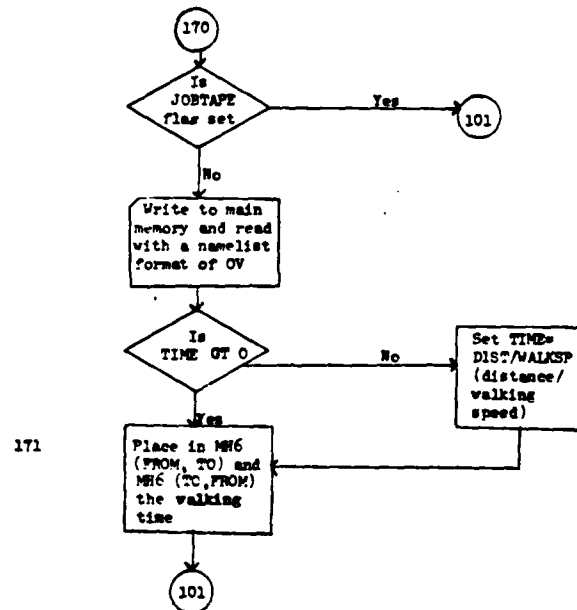 170
Is
JOBTAPE
flag set
Yes
101
No
Write to main
memory and read
with a namelist
format of OV
Is
TIME GT 0
No
Set TIME=
DIST/WALKSP
(distance/
walking
speed)
Yes
171
Place in MH6
(FROM, TO) and
MH6 (TO,FROM)
the walking
time
101